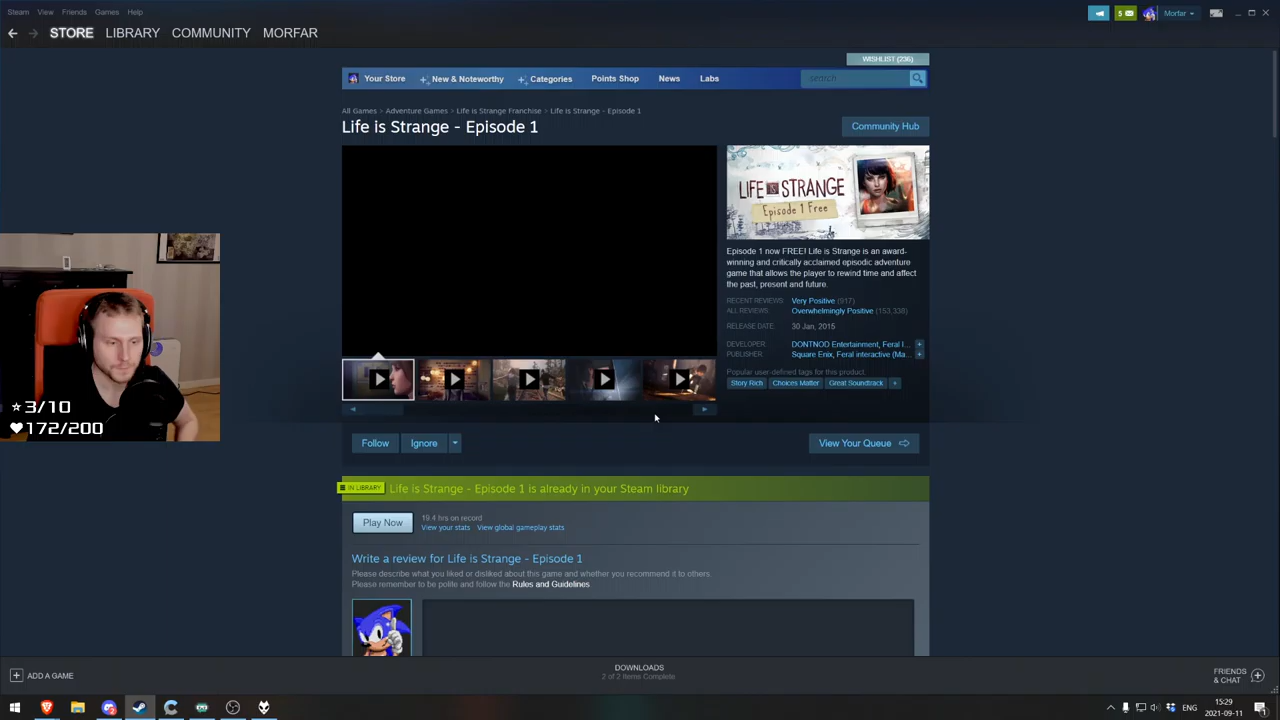 Steam View Friends Games Help
Morfar
STORE LIBRARY COMMUNITY MORFAR
WISHLIST (236)
Your Store New & Noteworthy Categories Points Shop News Labs search
All Games > Adventure Games > Life is Strange Franchise > Life is Strange - Episode 1
Life is Strange - Episode 1
Community Hub
LIFE IS STRANGE
Episode 1 Free
Episode 1 now FREE! Life is Strange is an award-
winning and critically acclaimed episodic adventure
game that allows the player to rewind time and affect
the past, present and future.
RECENT REVIEWS: Very Positive (917)
ALL REVIEWS: Overwhelmingly Positive (153,338)
RELEASE DATE: 30 Jan, 2015
DEVELOPER: DONTNOD Entertainment, Feral I...
PUBLISHER: Square Enix, Feral interactive (Ma...
Popular user-defined tags for this product:
Story Rich Choices Matter Great Soundtrack +
3/10
172/200
Follow Ignore View Your Queue
IN LIBRARY Life is Strange - Episode 1 is already in your Steam library
Play Now
19.4 hrs on record
View your stats View global gameplay stats
Write a review for Life is Strange - Episode 1
Please describe what you liked or disliked about this game and whether you recommend it to others.
Please remember to be polite and follow the Rules and Guidelines
ADD A GAME
DOWNLOADS
2 of 2 Items Complete
FRIENDS
& CHAT
ENG
15:29
2021-09-11